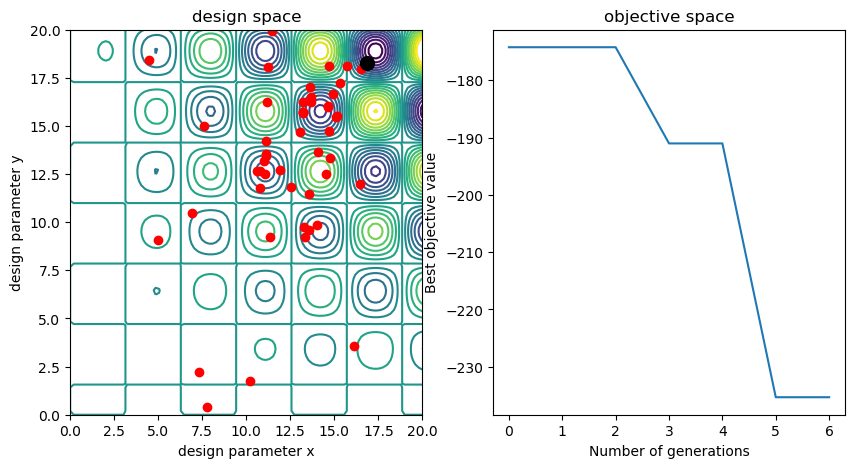 design space
20.0
17.5
15.0
12.5
10.0
7.5
5.0
2.5
0.0
design parameter y
0.0 2.5 5.0 7.5 10.0 12.5 15.0 17.5 20.0
design parameter x
objective space
−180
−190
−200
−210
−220
−230
Best objective value
0 1 2 3 4 5 6
Number of generations